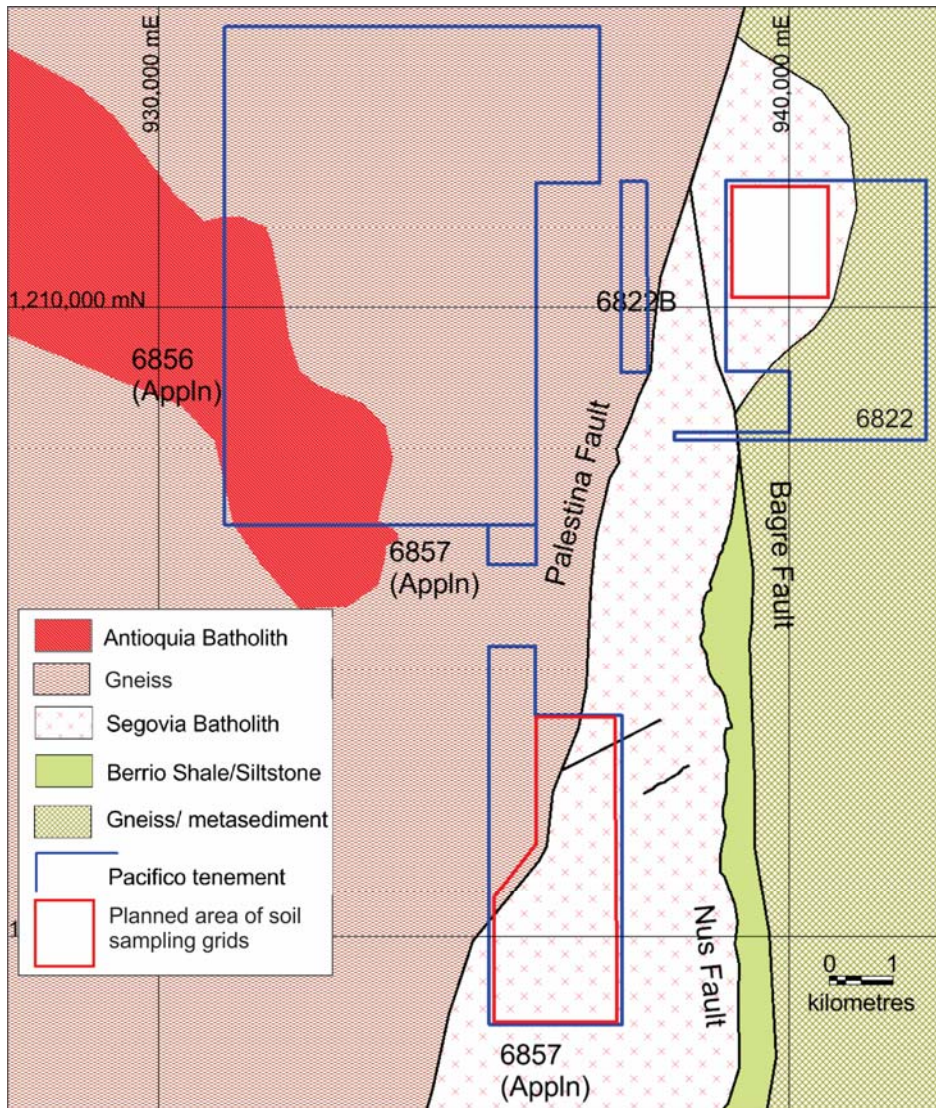 930,000 mE
940,000 mE
1,210,000 mN
6822B
6856
(Appln)
6822
Palestina Fault
Bagre Fault
6857
(Appln)
Antioquia Batholith
Gneiss
Segovia Batholith
Berrio Shale/Siltstone
Gneiss/ metasediment
Pacifico tenement
Planned area of soil
sampling grids
1
Nus Fault
0 1
kilometres
6857
(Appln)